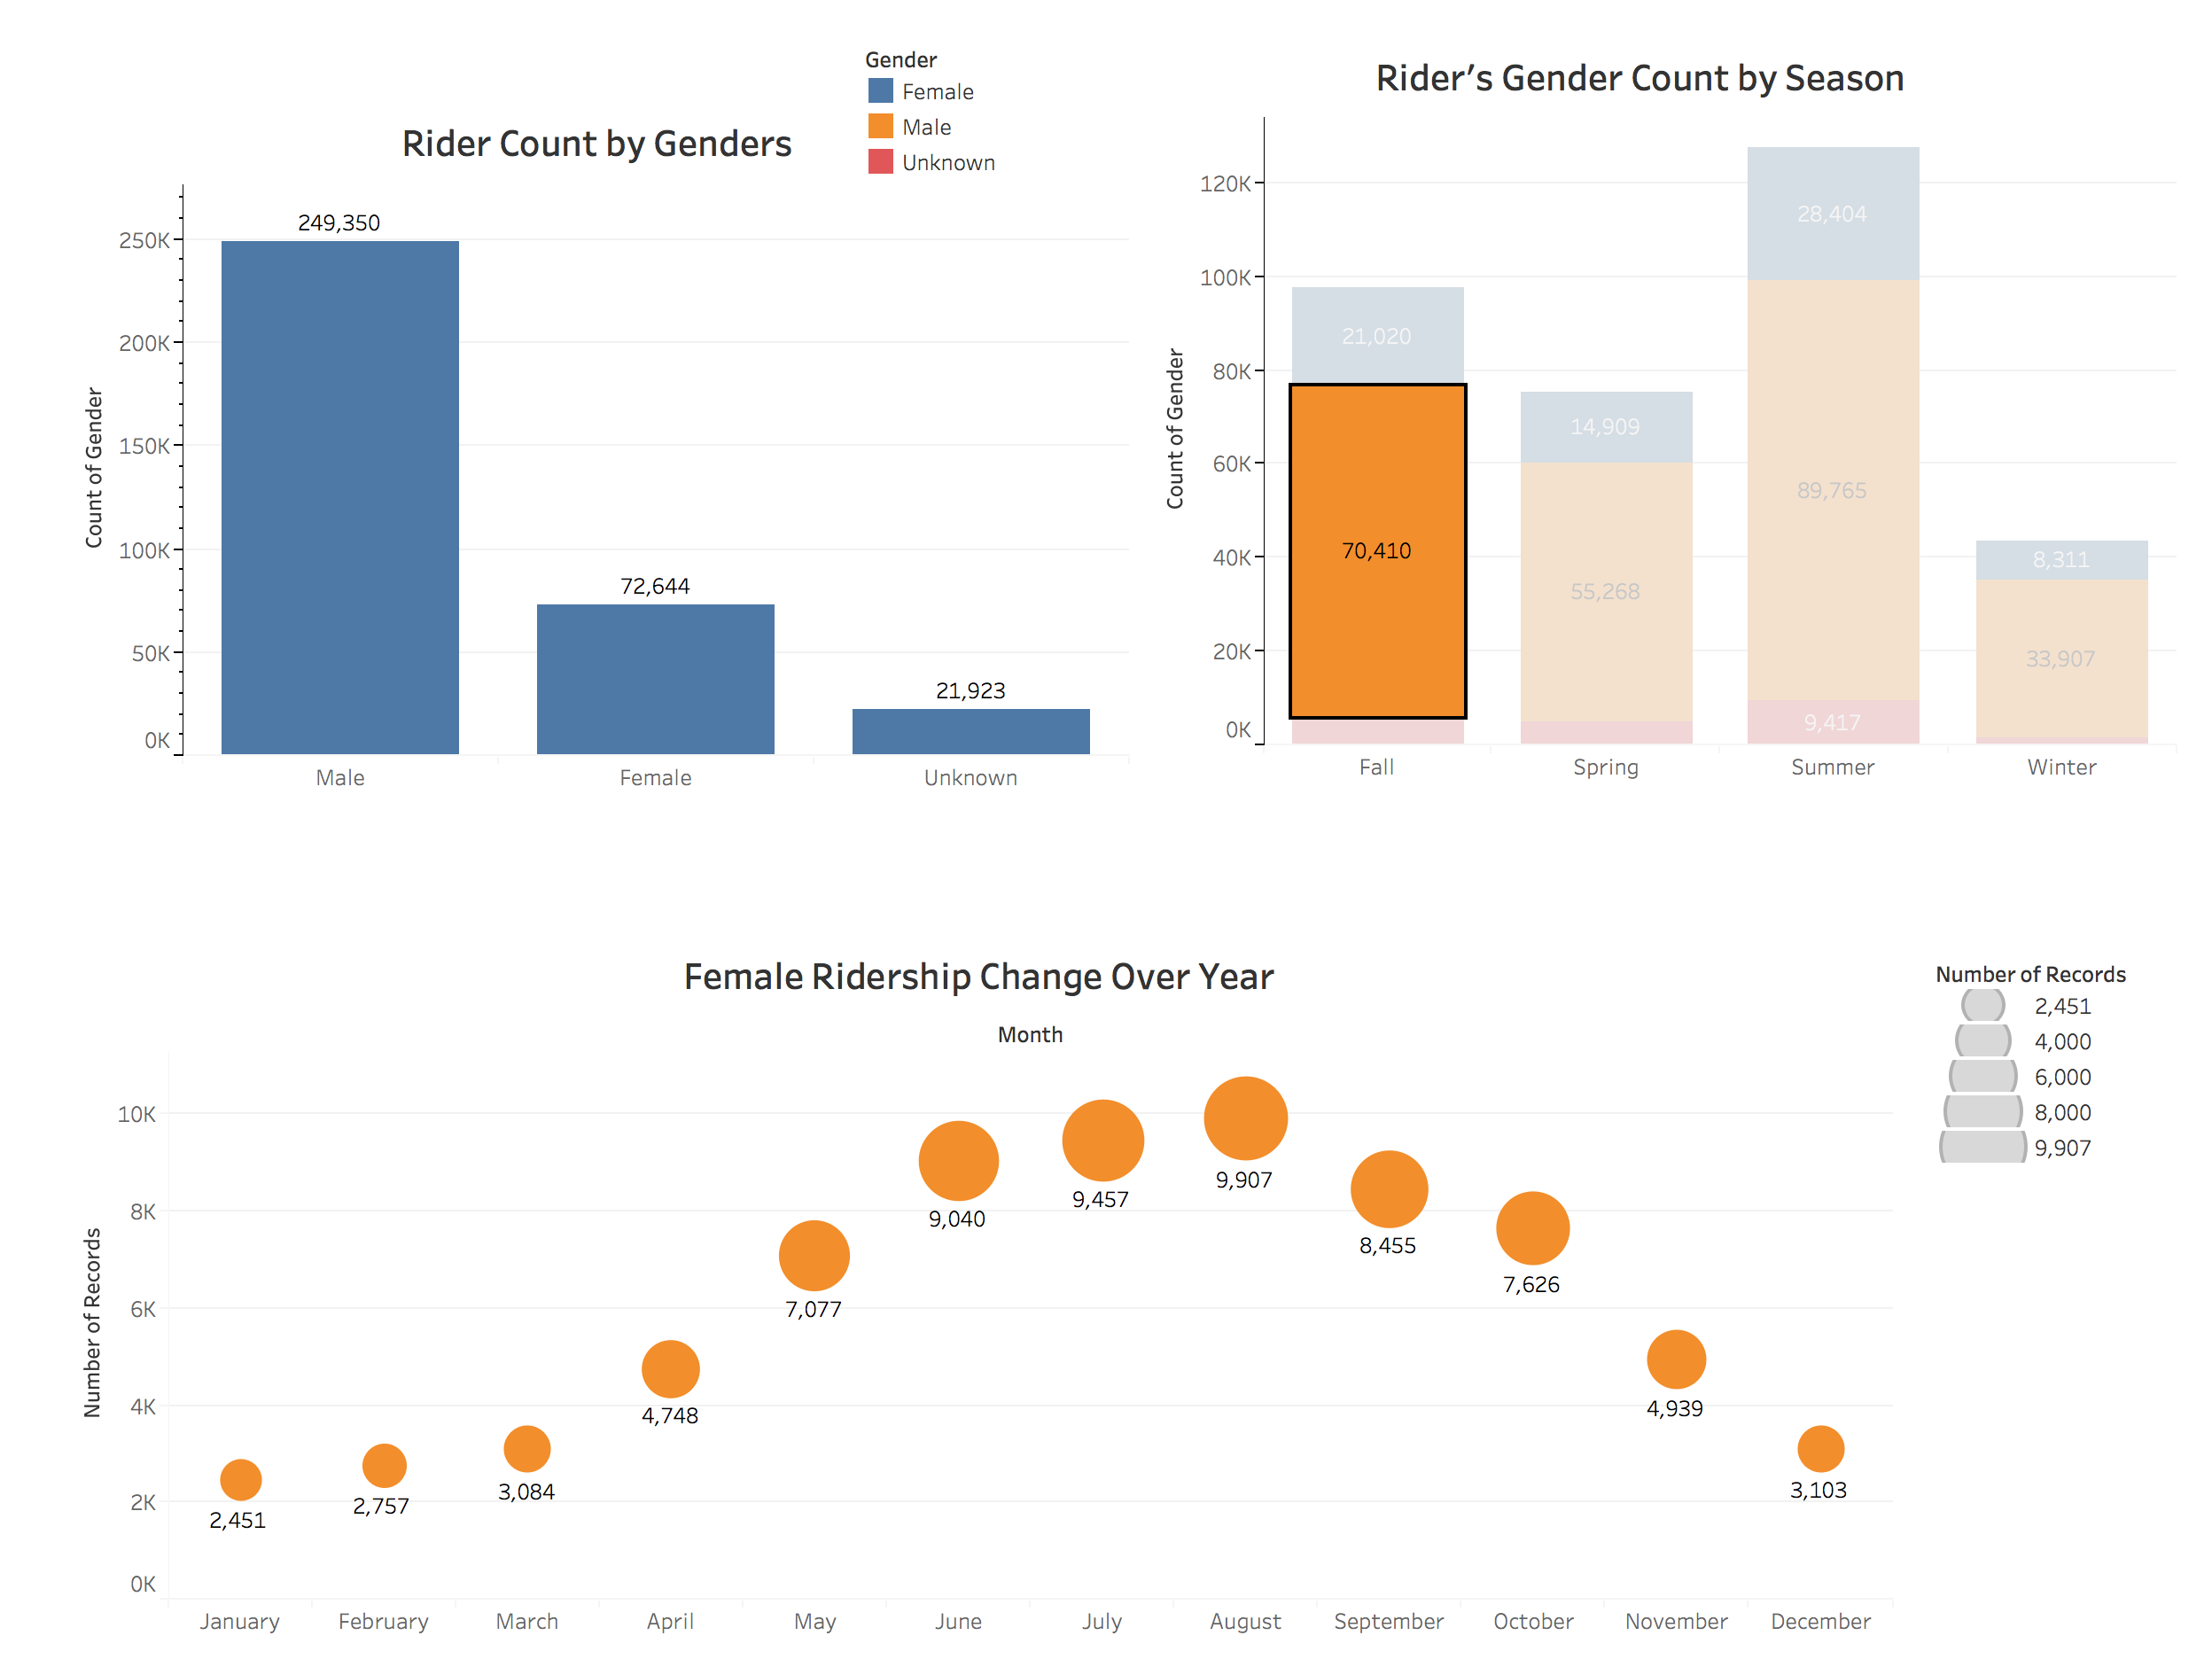 Gender
Female
Male
Unknown
Rider Count by Genders
Count of Gender
250K
200K
150K
100K
50K
0K
249,350
72,644
21,923
Male
Female
Unknown
Rider’s Gender Count by Season
Count of Gender
120K
100K
80K
60K
40K
20K
0K
21,020
70,410
14,909
55,268
28,404
89,765
9,417
8,311
33,907
Fall
Spring
Summer
Winter
Female Ridership Change Over Year
Month
Number of Records
10K
8K
6K
4K
2K
0K
2,451
2,757
3,084
4,748
7,077
9,040
9,457
9,907
8,455
7,626
4,939
3,103
January
February
March
April
May
June
July
August
September
October
November
December
Number of Records
2,451
4,000
6,000
8,000
9,907